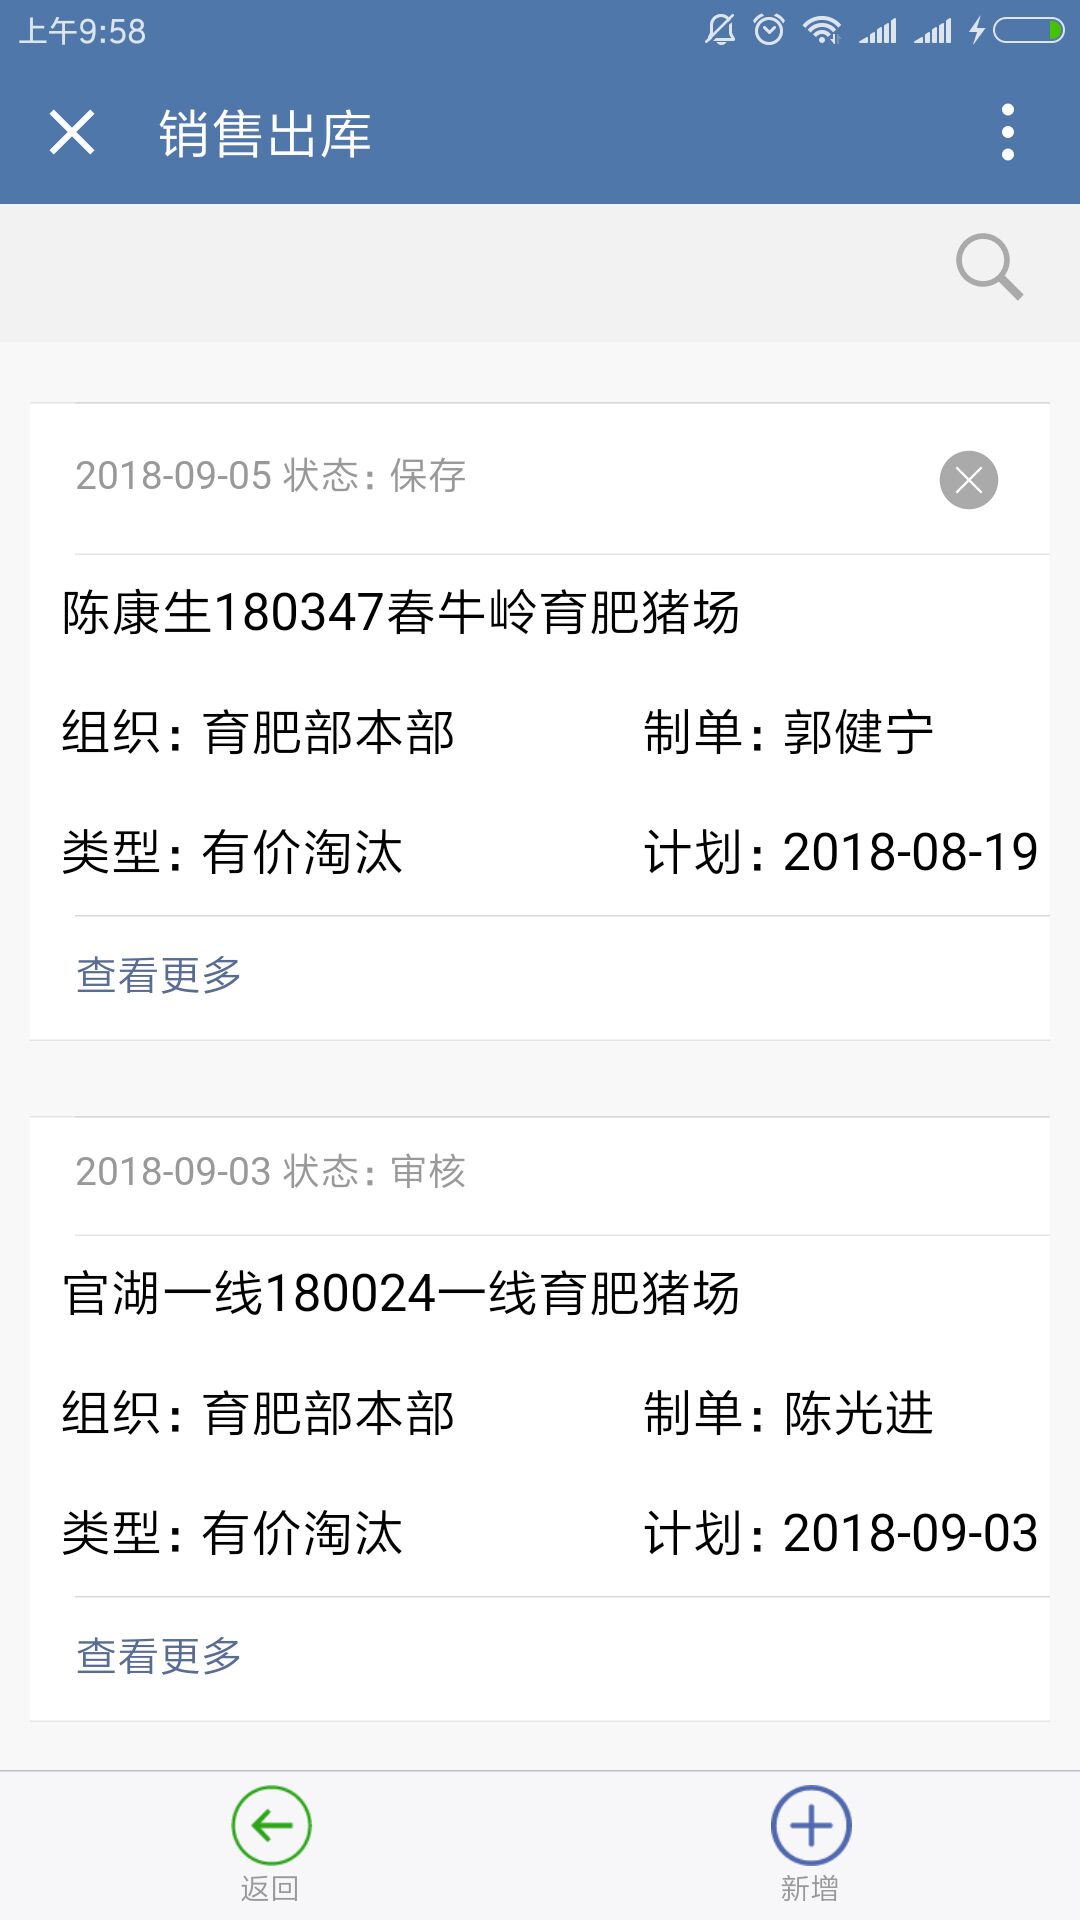 上午9:58
销售出库
2018-09-05 状态：保存
陈康生180347春牛岭育肥猪场
组织：育肥部本部 制单：郭健宁
类型：有价淘汰 计划：2018-08-19
查看更多
2018-09-03 状态：审核
官湖一线180024一线育肥猪场
组织：育肥部本部 制单：陈光进
类型：有价淘汰 计划：2018-09-03
查看更多
返回 新增